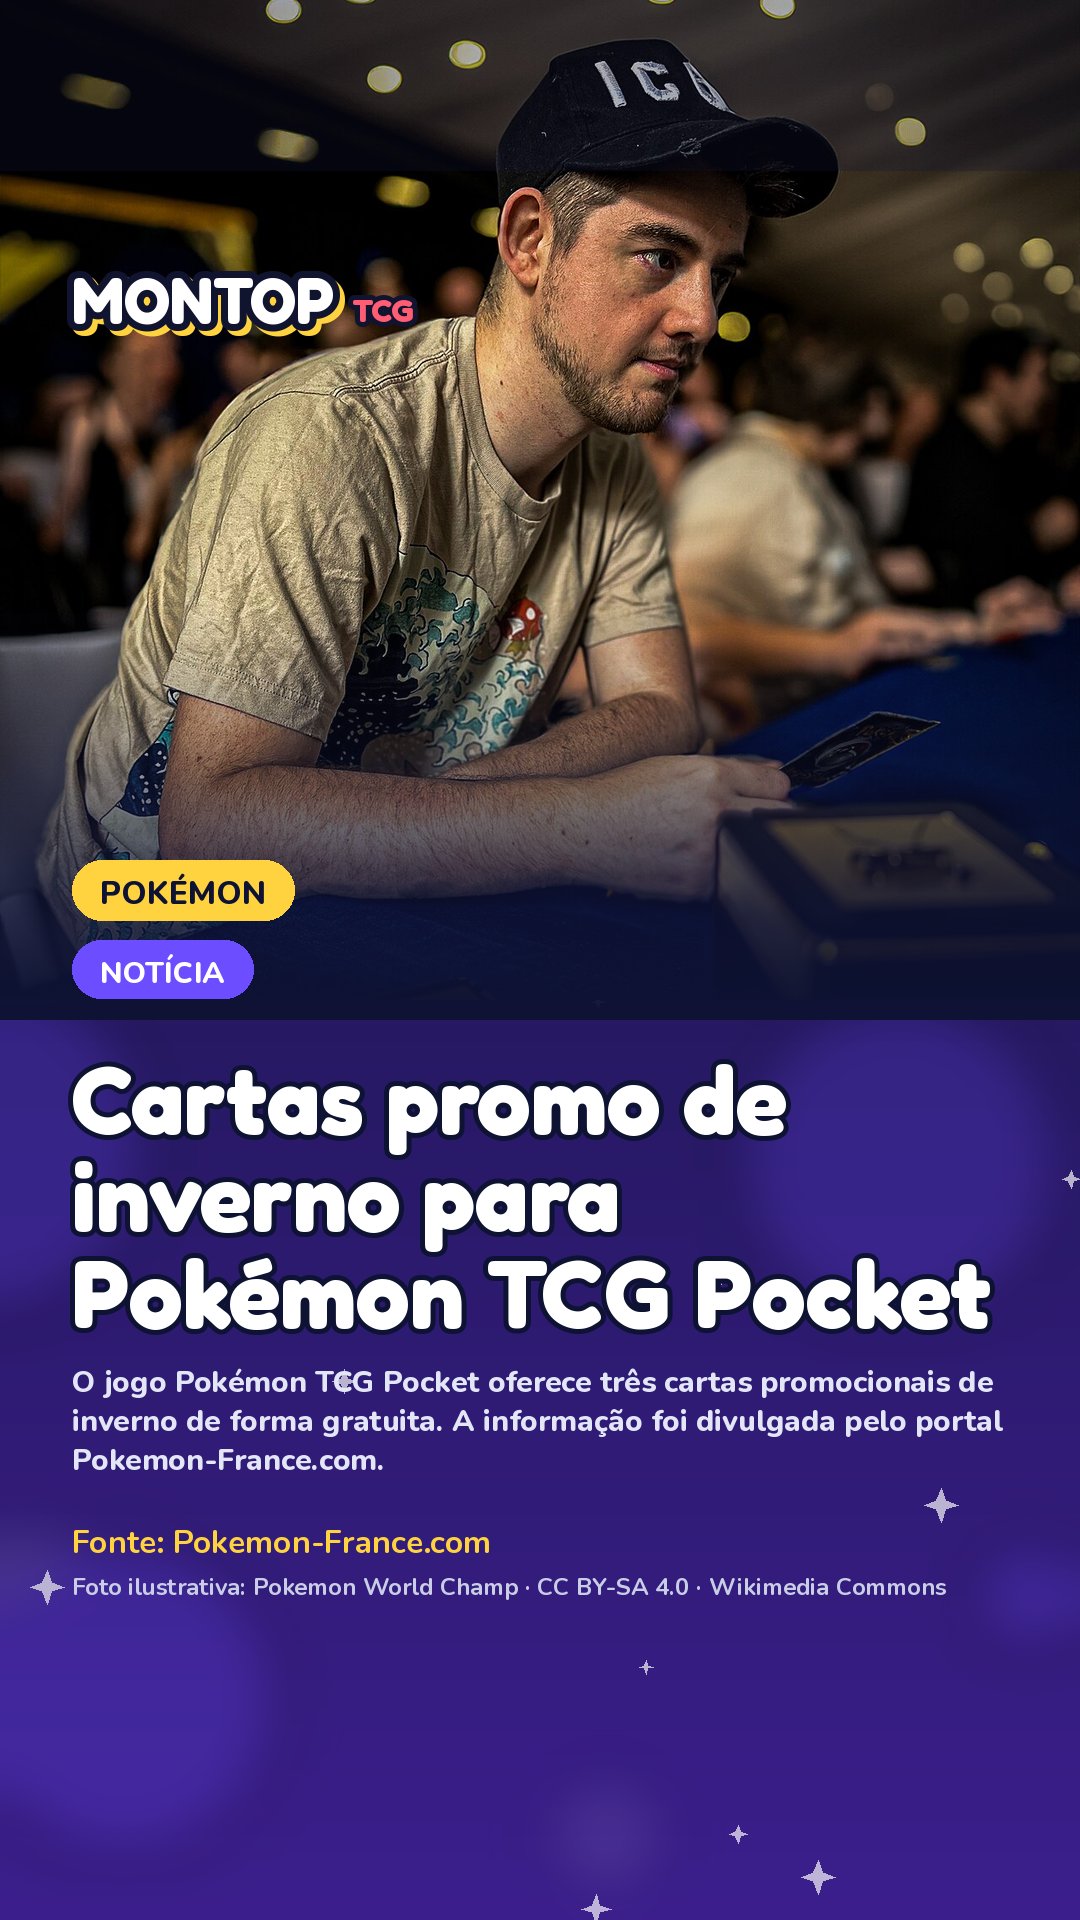 MONTOP TCG
POKÉMON
NOTÍCIA
Cartas promo de
inverno para
Pokémon TCG Pocket
O jogo Pokémon TCG Pocket oferece três cartas promocionais de
inverno de forma gratuita. A informação foi divulgada pelo portal
Pokemon-France.com.
Fonte: Pokemon-France.com
Foto ilustrativa: Pokemon World Champ · CC BY-SA 4.0 · Wikimedia Commons